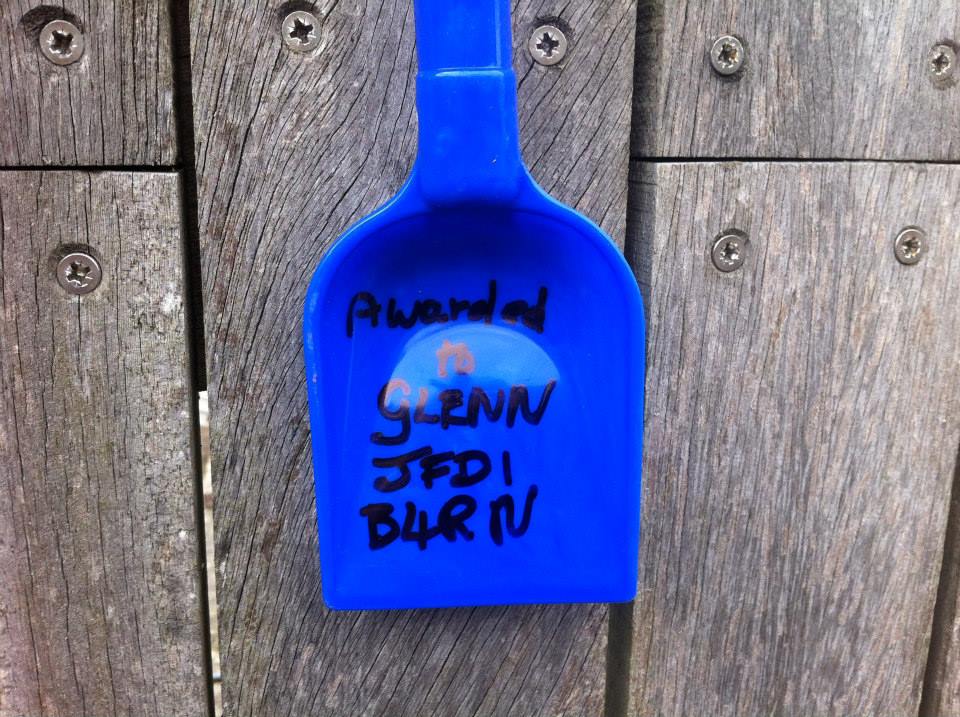 Awarded
to
GLENN
JFDI
B4RN